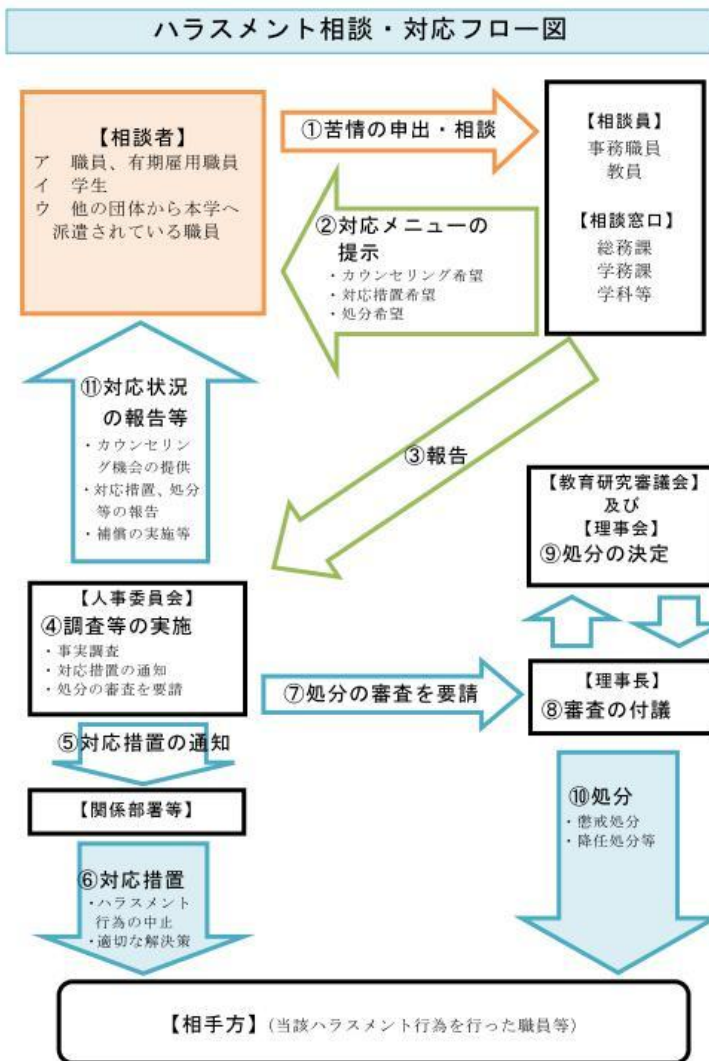 ハラスメント相談・対応フロー図
【相談者】
ア 職員、有期雇用職員
イ 学生
ウ 他の団体から本学へ
派遣されている職員
①苦情の申出・相談
【相談員】
事務職員
教員
【相談窓口】
総務課
学務課
学科等
②対応メニューの
提示
・カウンセリング希望
・対応措置希望
・処分希望
③報告
⑪対応状況
の報告等
・カウンセリン
グ機会の提供
・対応措置、処分
等の報告
・補償の実施等
【教育研究審議会】
及び
【理事会】
⑨処分の決定
【人事委員会】
④調査等の実施
・事実調査
・対応措置の通知
・処分の審査を要請
⑦処分の審査を要請
【理事長】
⑧審査の付議
⑤対応措置の通知
【関係部署等】
⑥対応措置
・ハラスメント
行為の中止
・適切な解決策
⑩処分
・懲戒処分
・降任処分等
【相手方】(当該ハラスメント行為を行った職員等)